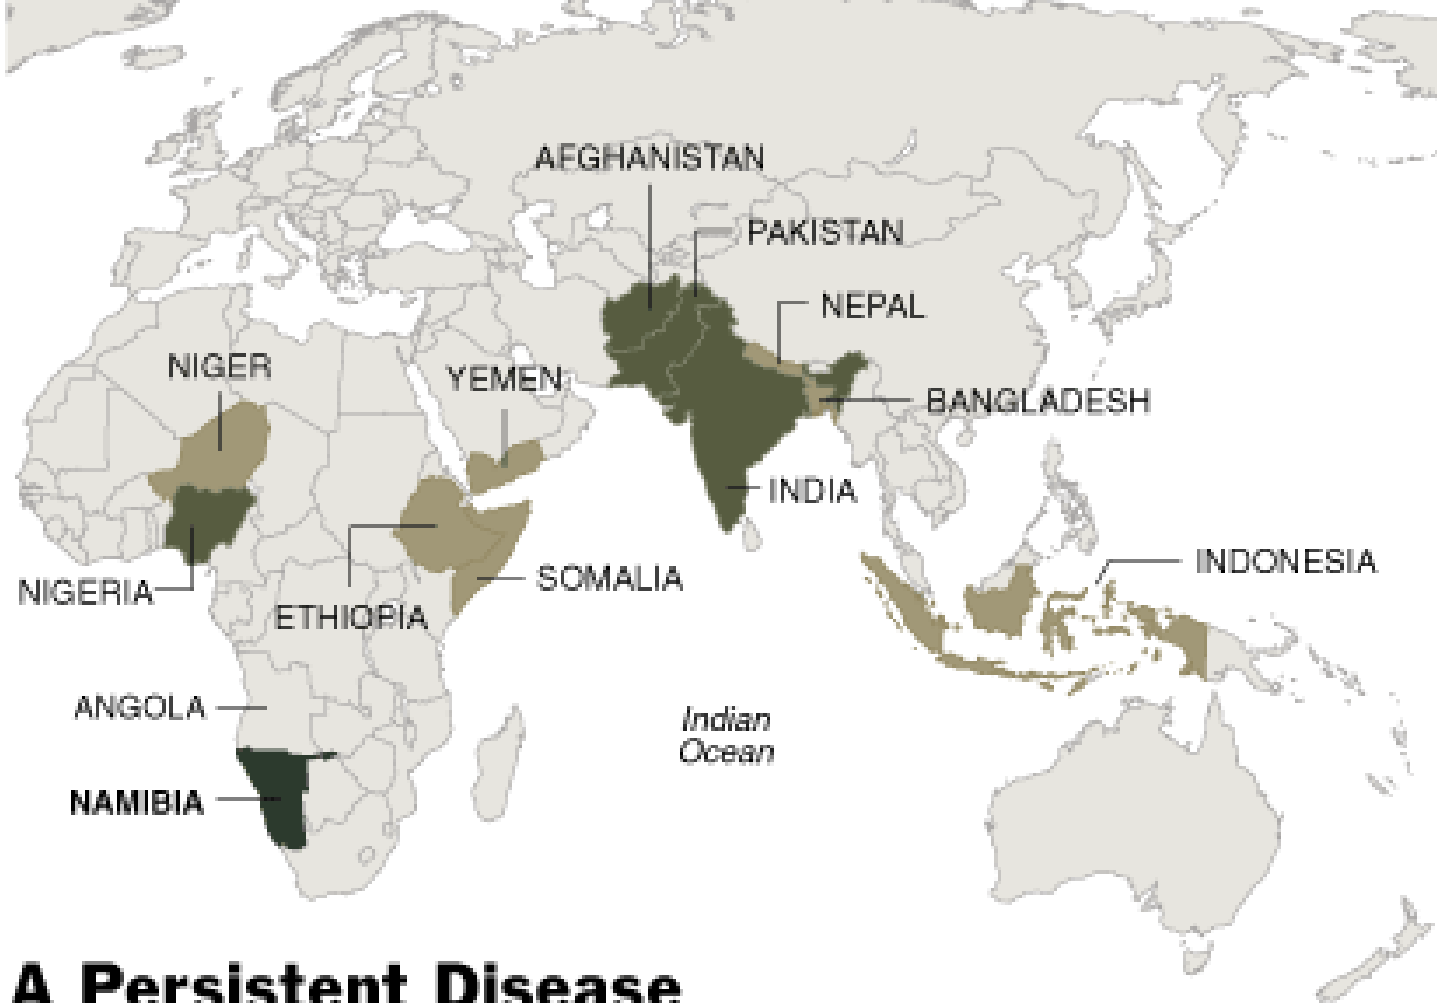 AFGHANISTAN
PAKISTAN
NEPAL
NIGER
YEMEN
BANGLADESH
INDIA
INDONESIA
SOMALIA
NIGERIA
ETHIOPIA
ANGOLA
Indian
Ocean
NAMIBIA
A Persistent Disease